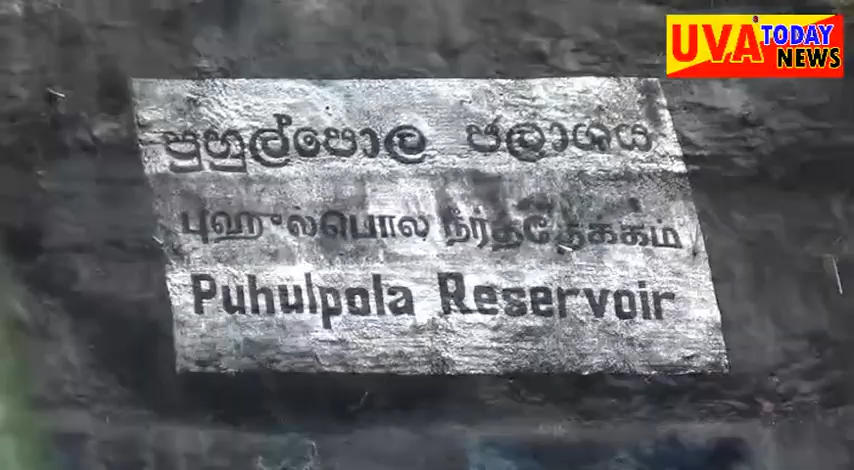 UVA TODAY
NEWS
පුහුල්පොල ජලාශය
புஹுல்பொல நீர்த்தேக்கம்
Puhulpola Reservoir